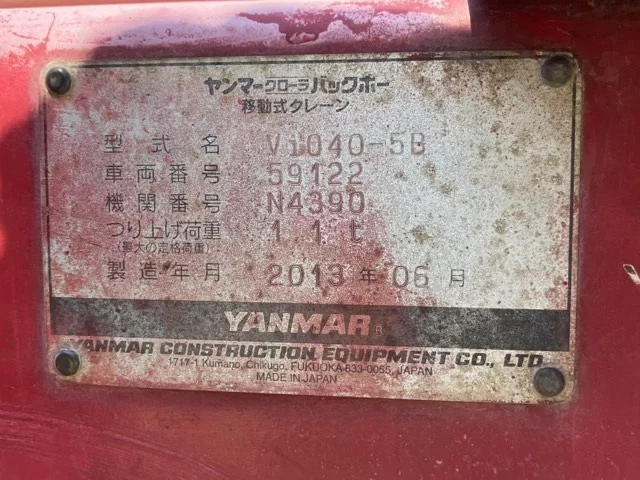 ヤンマークローラバックホー
移動式クレーン
型式名 Vi040-5B
車両番号 59122
機関番号 N4390
つり上げ荷重 1 1t
(最大の定格荷重)
製造年月 2013年06月
YANMAR®
YANMAR CONSTRUCTION EQUIPMENT CO., LTD.
1717-1 Kumano, Chikugo, FUKUOKA 833-0055, JAPAN
MADE IN JAPAN